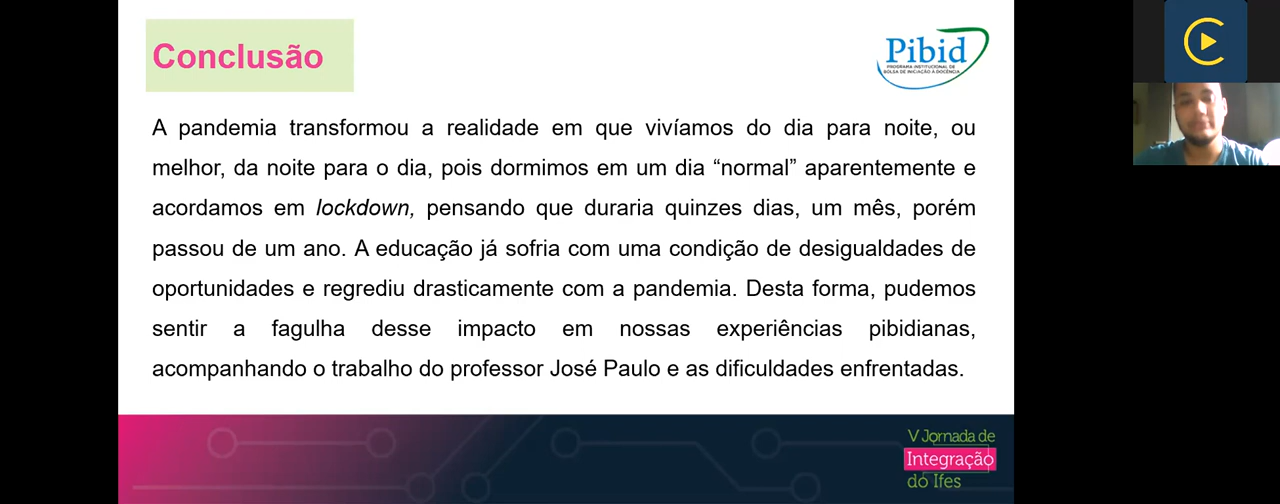 Conclusão
Pibid
PROGRAMA INSTITUCIONAL DE
BOLSA DE INICIAÇÃO À DOCÊNCIA
A pandemia transformou a realidade em que vivíamos do dia para noite, ou
melhor, da noite para o dia, pois dormimos em um dia “normal” aparentemente e
acordamos em lockdown, pensando que duraria quinzes dias, um mês, porém
passou de um ano. A educação já sofria com uma condição de desigualdades de
oportunidades e regrediu drasticamente com a pandemia. Desta forma, pudemos
sentir a fagulha desse impacto em nossas experiências pibidianas,
acompanhando o trabalho do professor José Paulo e as dificuldades enfrentadas.
V Jornada de
Integração
do Ifes